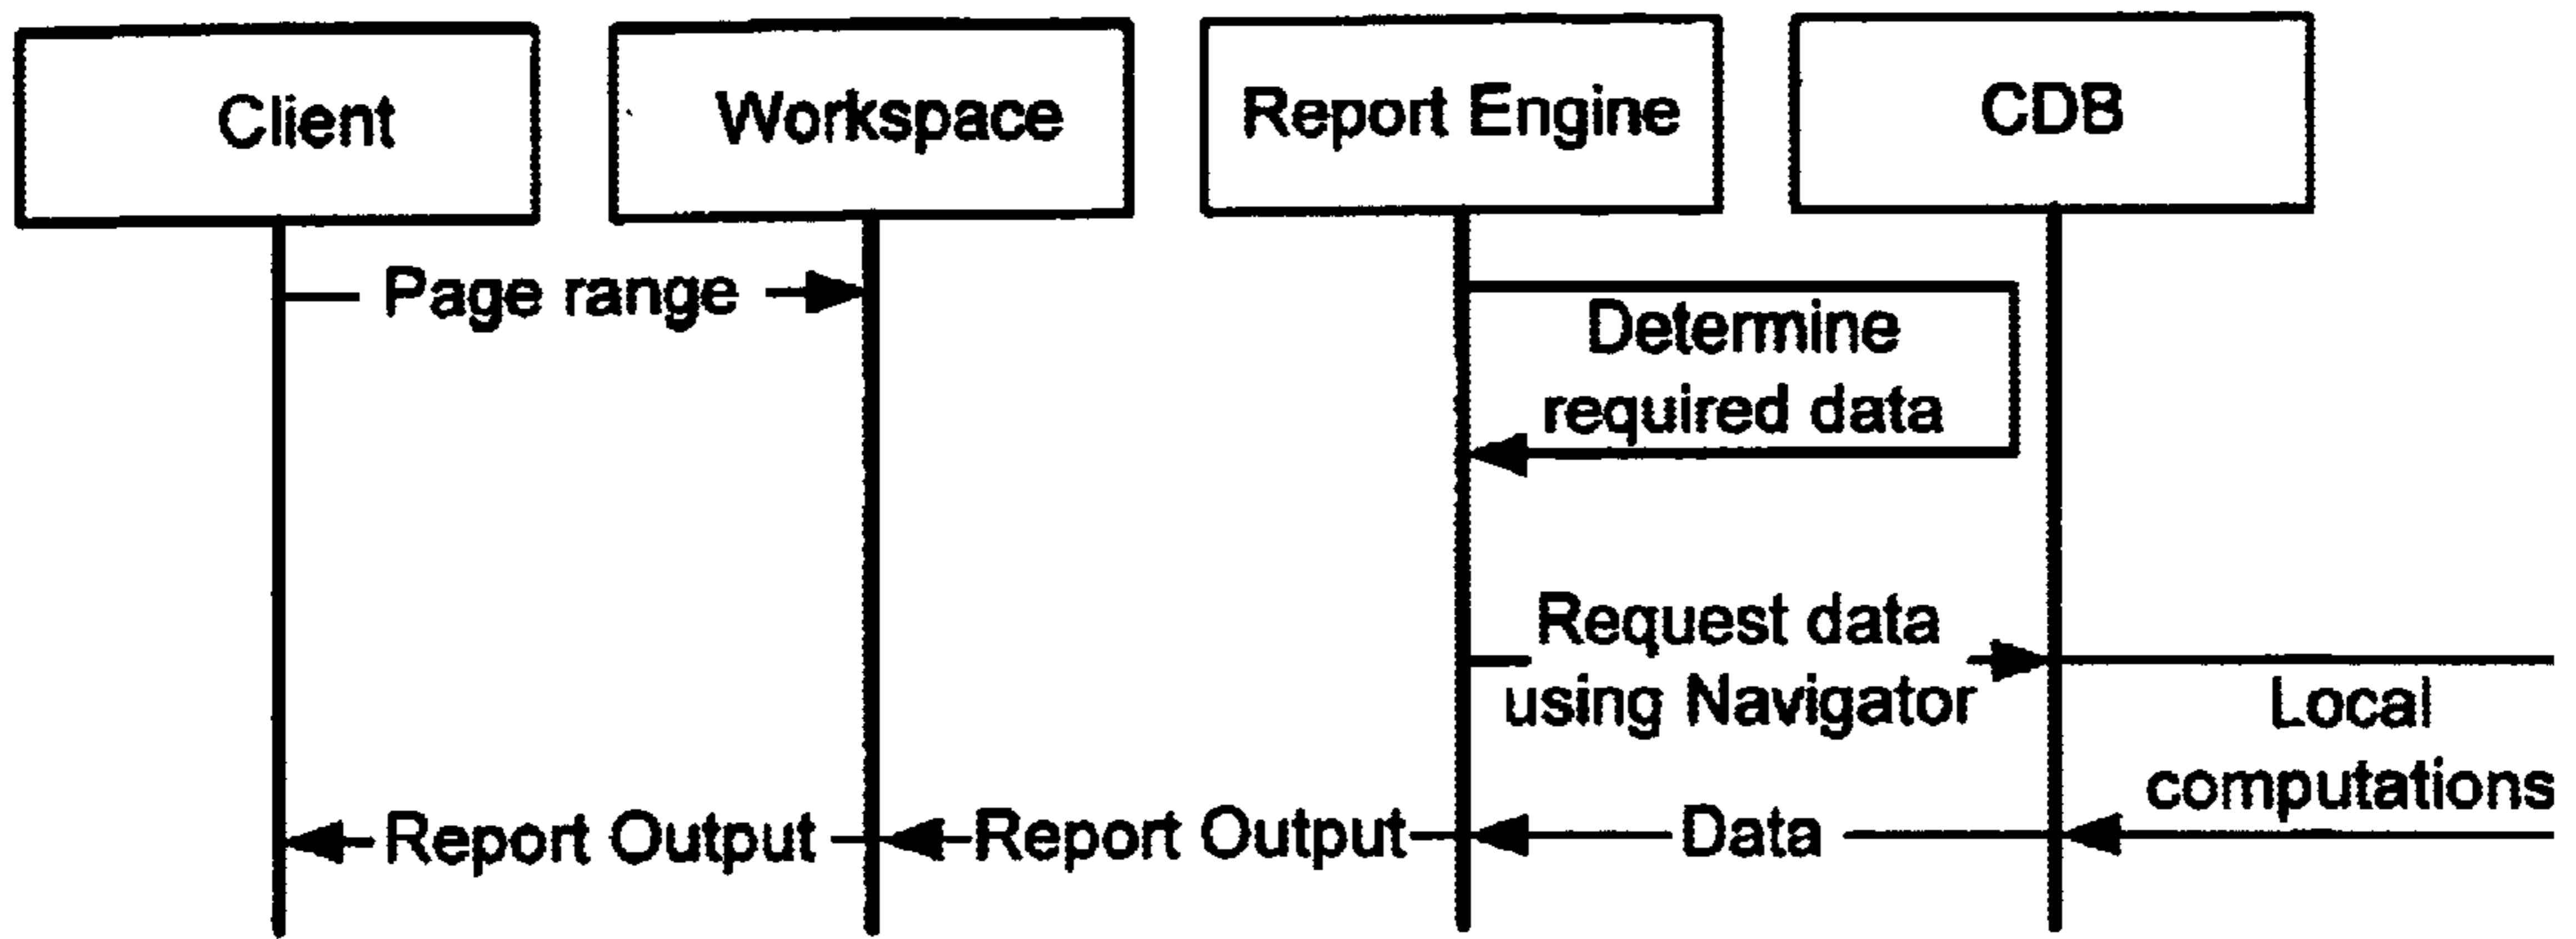 Client
Workspace
Report Engine
CDB
Page range
Determine
required data
Request data
using Navigator
Local
computations
Report Output
Report Output
Data